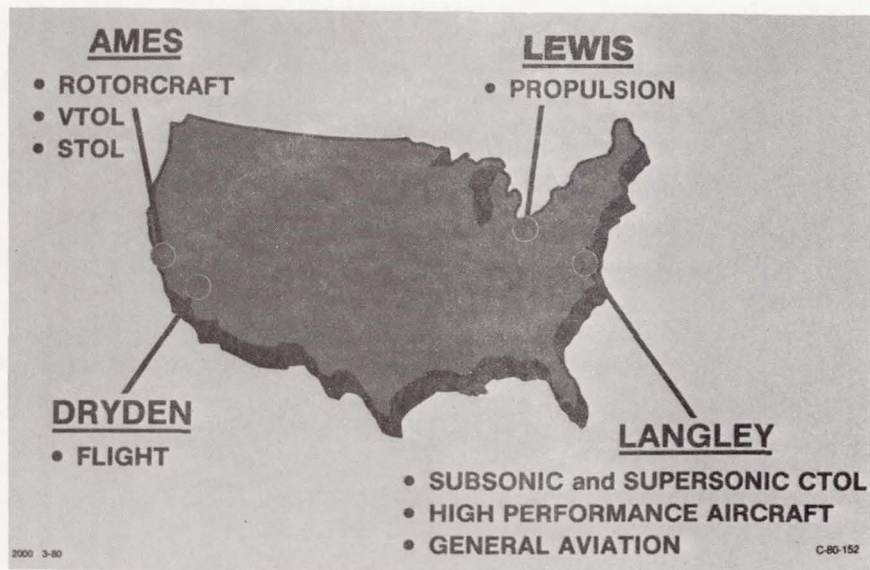 AMES
• ROTORCRAFT
• VTOL
• STOL
LEWIS
• PROPULSION
DRYDEN
• FLIGHT
LANGLEY
• SUBSONIC and SUPERSONIC CTOL
• HIGH PERFORMANCE AIRCRAFT
• GENERAL AVIATION
2000 3-80
C-80-152